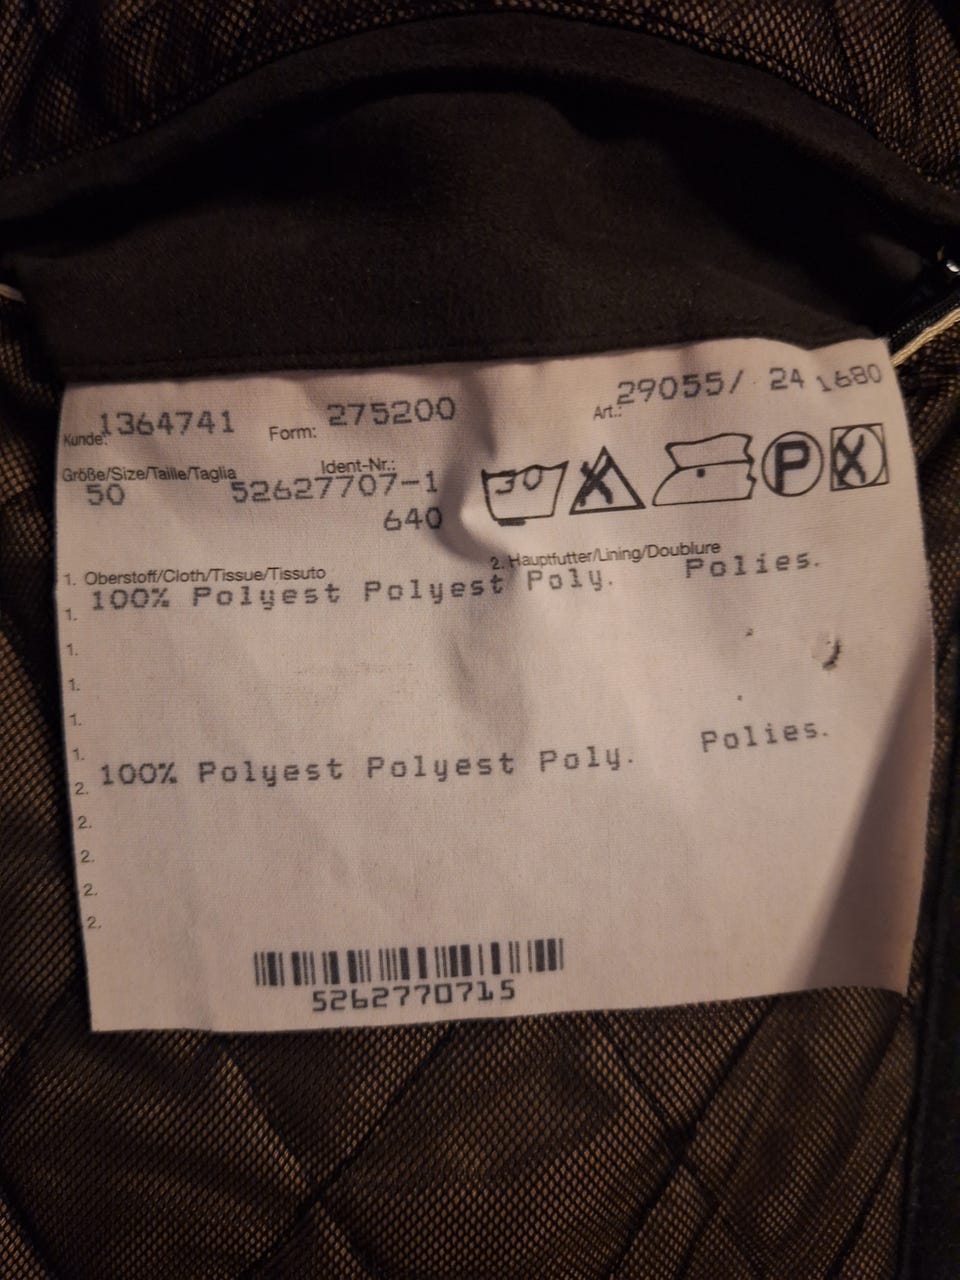 Kunde: 1364741 Form: 275200 Art.: 29055/ 24 1680
Größe/Size/Taille/Taglia Ident-Nr.:
50 52627707-1
640
30 P
1. Oberstoff/Cloth/Tissue/Tissuto 2. Hauptfutter/Lining/Doublure
1. 100% Polyest Polyest Poly. Polies.
1.
1.
1.
1.
2. 100% Polyest Polyest Poly. Polies.
2.
2.
2.
2.
5262770715